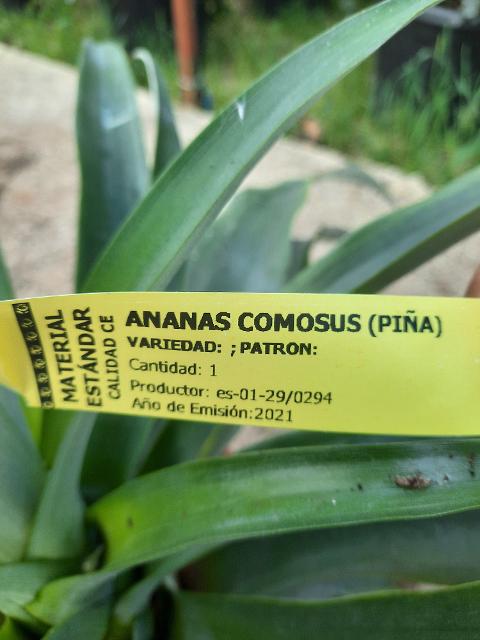 MATERIAL
ESTÁNDAR
CALIDAD CE
ANANAS COMOSUS (PIÑA)
VARIEDAD: ; PATRON:
Cantidad: 1
Productor: es-01-29/0294
Año de Emisión:2021